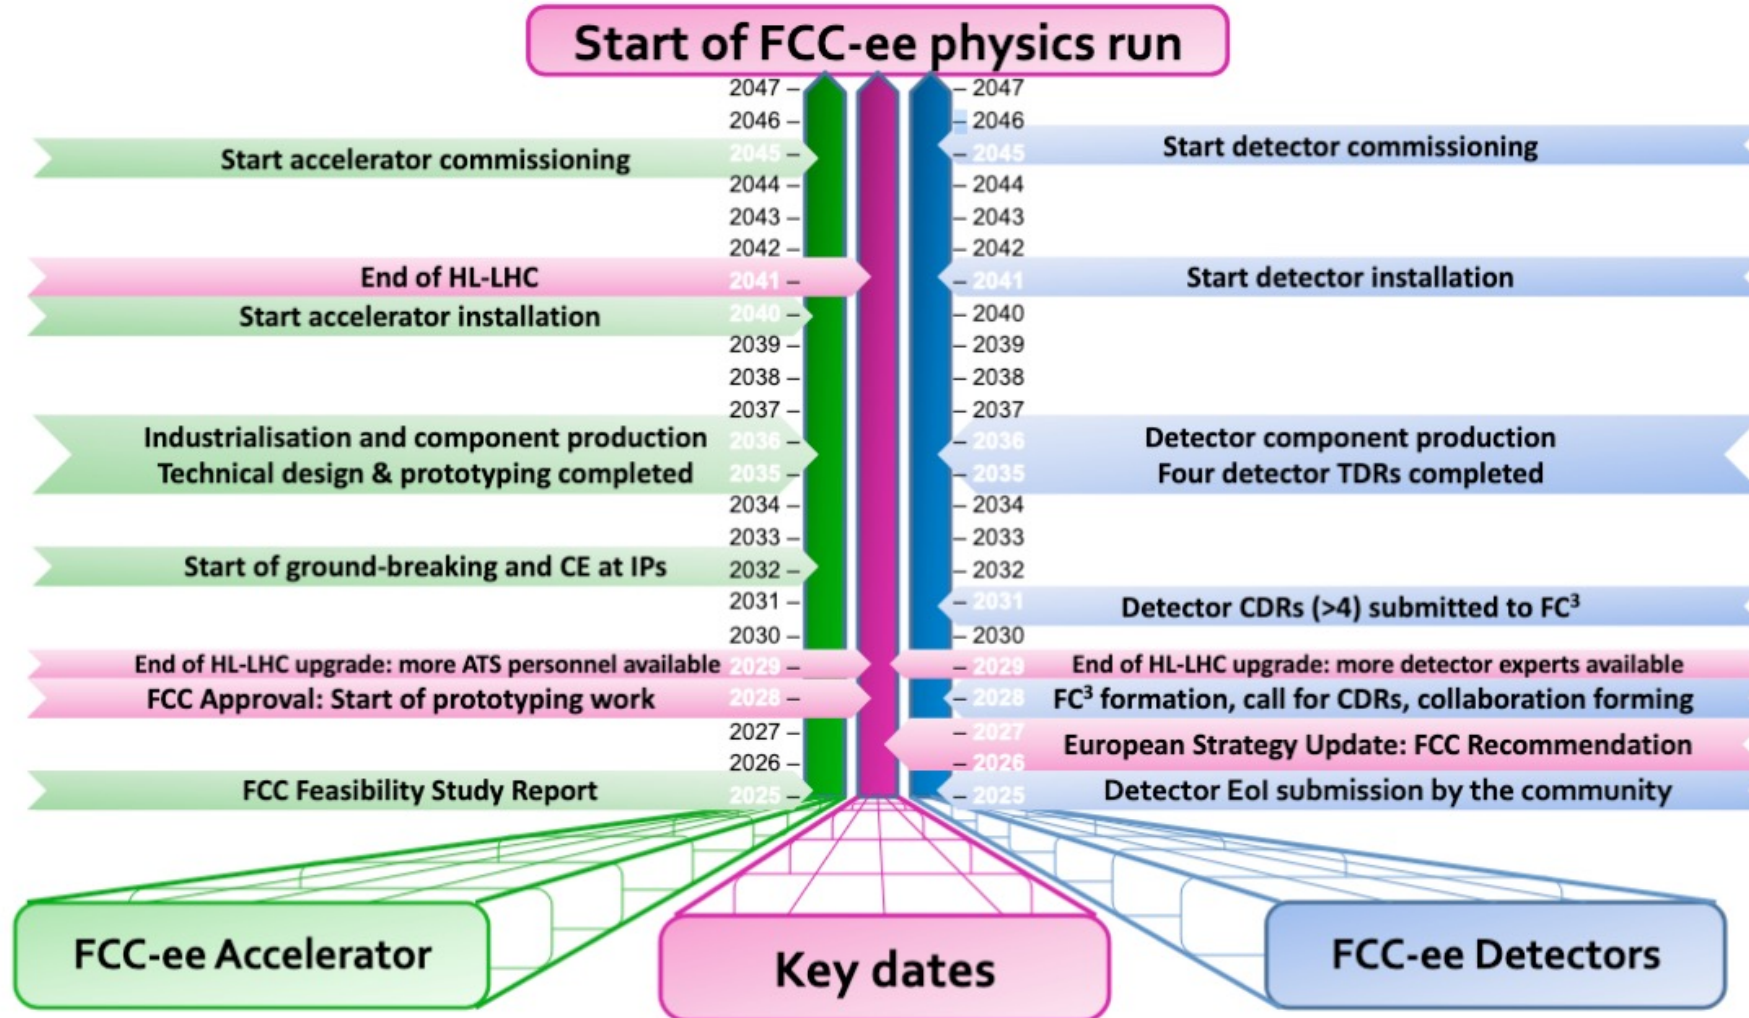 Start of FCC-ee physics run
2047 – – 2047
2046 – – 2046
Start accelerator commissioning 2045 – – 2045 Start detector commissioning
2044 – – 2044
2043 – – 2043
2042 – – 2042
End of HL-LHC 2041 – – 2041 Start detector installation
Start accelerator installation 2040 – – 2040
2039 – – 2039
2038 – – 2038
2037 – – 2037
Industrialisation and component production 2036 – – 2036 Detector component production
Technical design & prototyping completed 2035 – – 2035 Four detector TDRs completed
2034 – – 2034
2033 – – 2033
Start of ground-breaking and CE at IPs 2032 – – 2032
2031 – – 2031 Detector CDRs (>4) submitted to FC³
2030 – – 2030
End of HL-LHC upgrade: more ATS personnel available 2029 – – 2029 End of HL-LHC upgrade: more detector experts available
FCC Approval: Start of prototyping work 2028 – – 2028 FC³ formation, call for CDRs, collaboration forming
2027 – – 2027
European Strategy Update: FCC Recommendation
2026 – – 2026
FCC Feasibility Study Report 2025 – – 2025 Detector EoI submission by the community
FCC-ee Accelerator
Key dates
FCC-ee Detectors